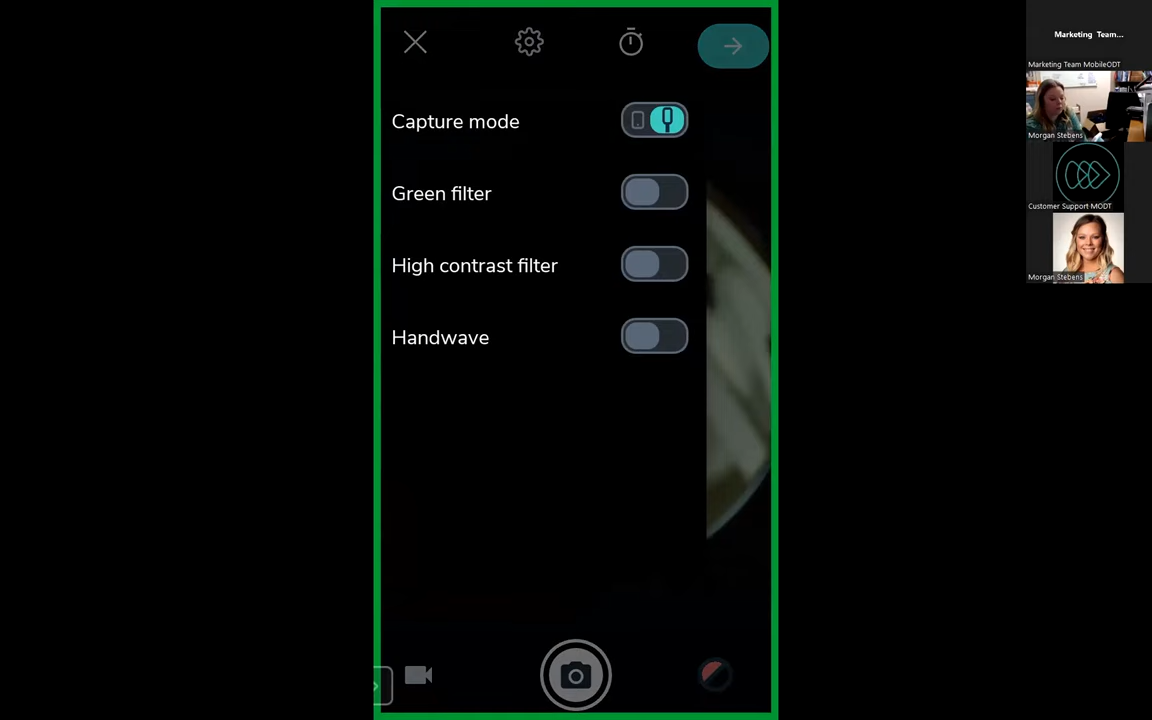 Capture mode
Green filter
High contrast filter
Handwave
Marketing Team...
Marketing Team MobileODT
Morgan Stebens
Customer Support MODT
Morgan Stebens